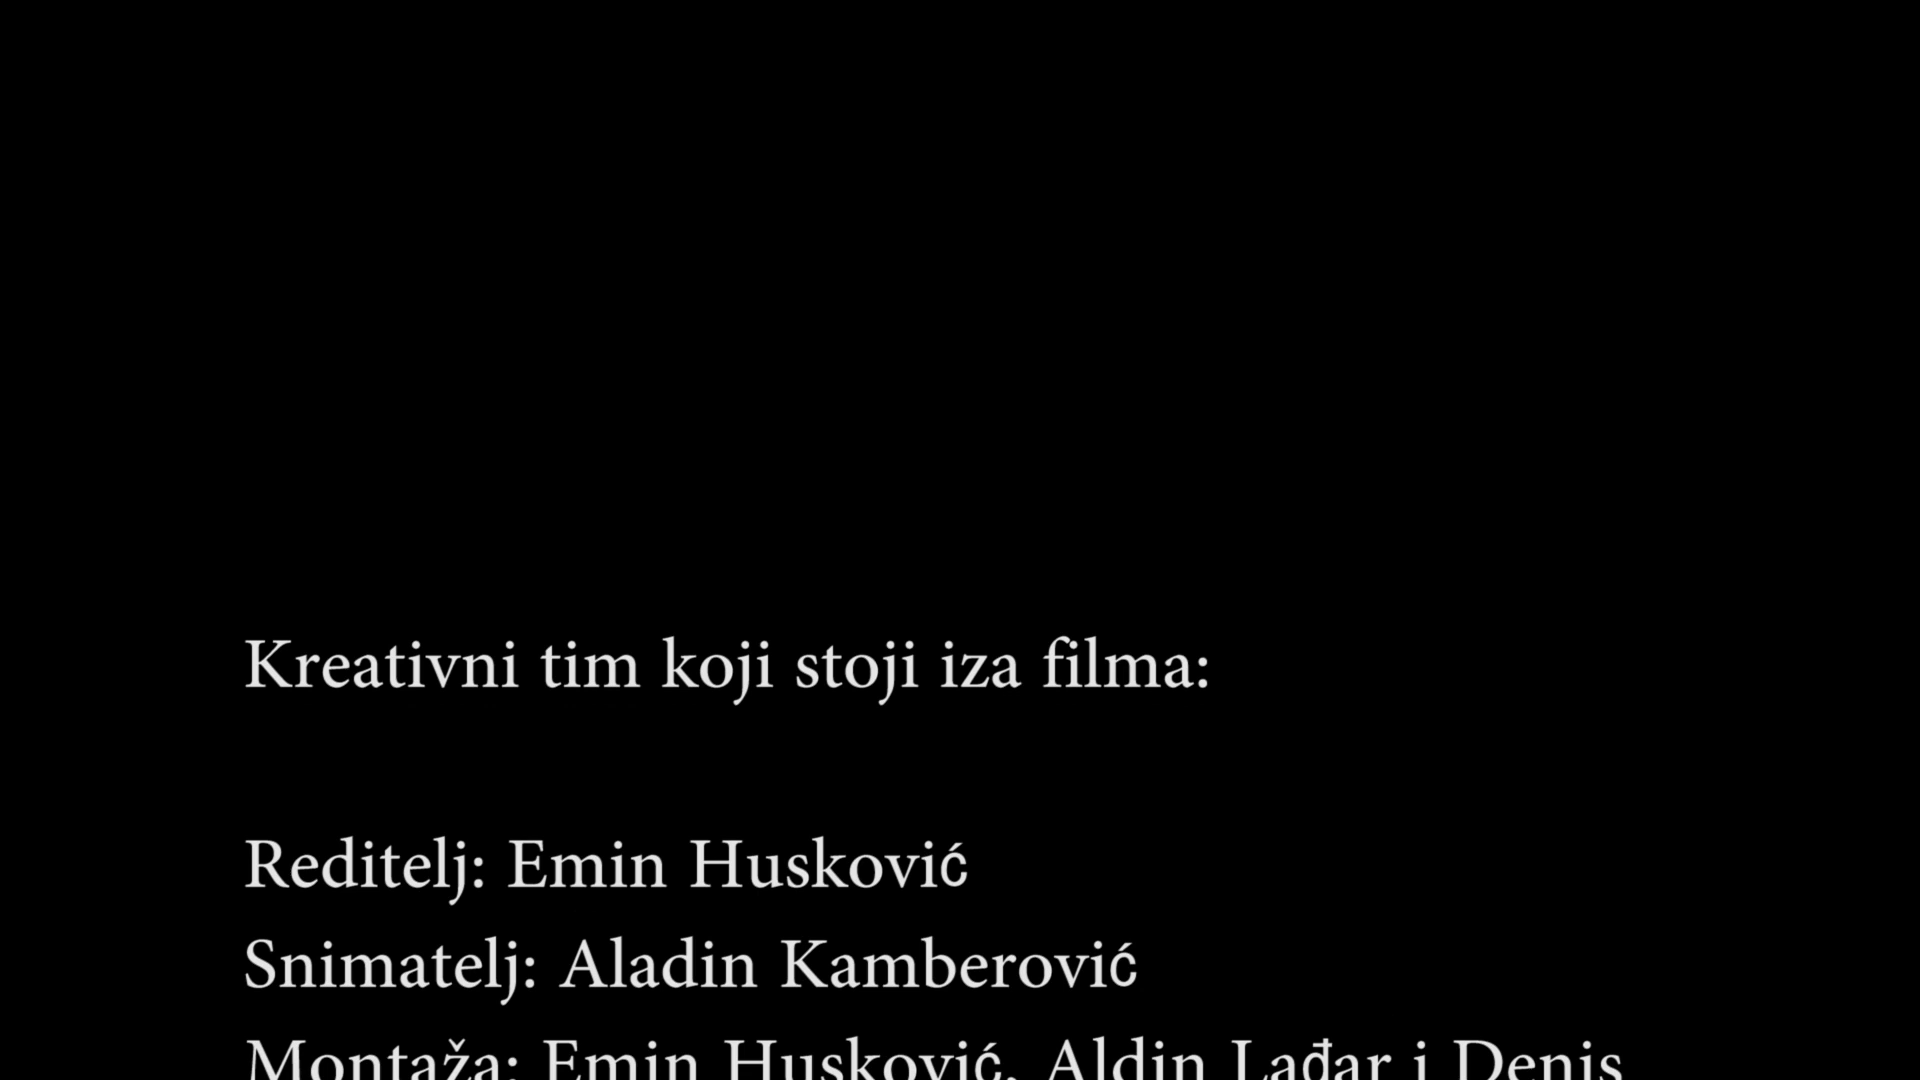 Kreativni tim koji stoji iza filma:
Reditelj: Emin Husković
Snimatelj: Aladin Kamberović
Montaža: Emin Husković, Aldin Lađar i Denis